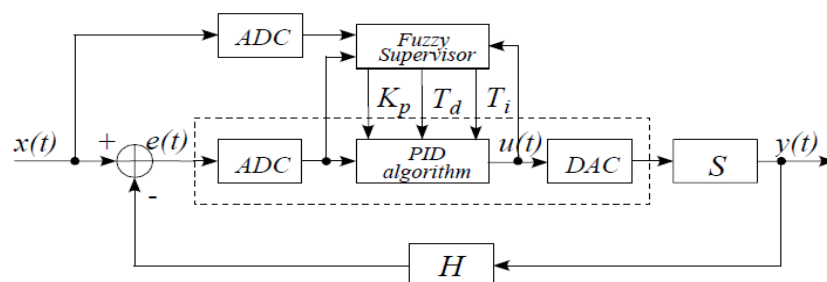 ADC
Fuzzy
Supervisor
K_p
T_d
T_i
x(t)
+
e(t)
-
ADC
PID
algorithm
u(t)
DAC
S
y(t)
H